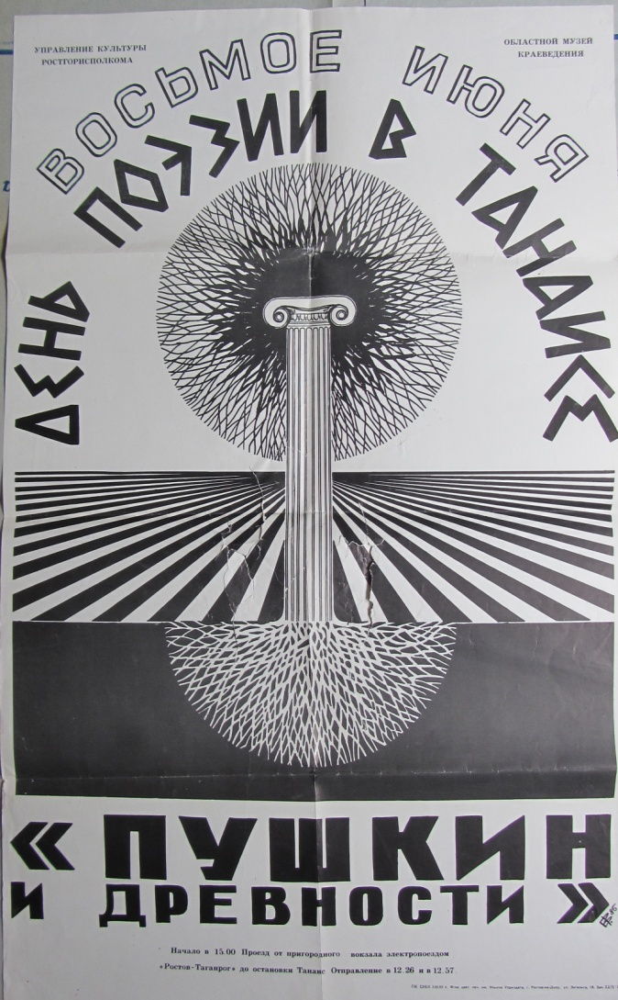 УПРАВЛЕНИЕ КУЛЬТУРЫ
РОСТГОРИСПОЛКОМА
ОБЛАСТНОЙ МУЗЕЙ
КРАЕВЕДЕНИЯ
ВОСЬМОЕ ИЮНЯ
ДЕНЬ ПОЭЗИИ В ТАНАИСЕ
« ПУШКИН
И ДРЕВНОСТИ »
Начало в 15.00 Проезд от пригородного вокзала электропоездом
«Ростов-Таганрог» до остановки Танаис Отправление в 12.26 и в 12.57